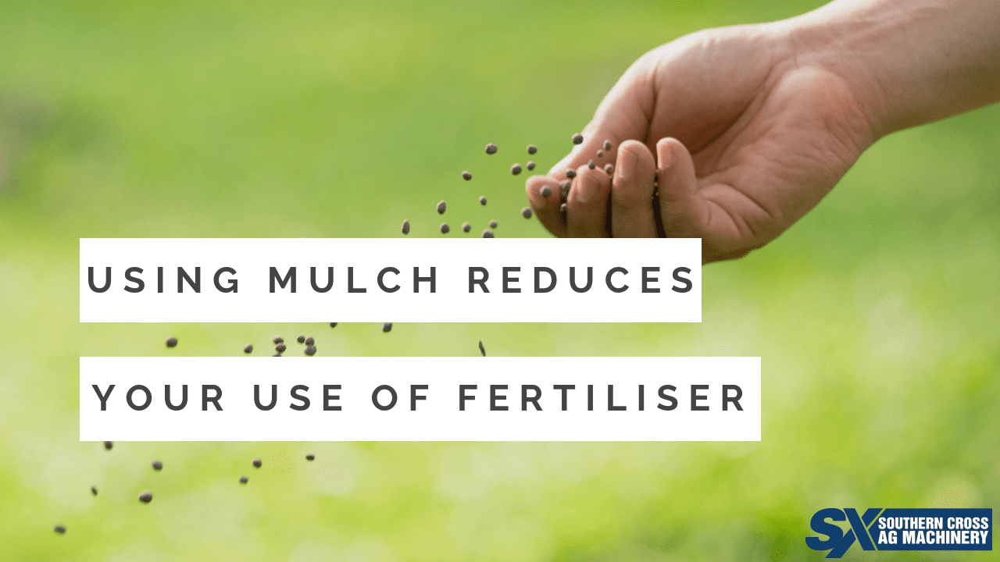 USING MULCH REDUCES
YOUR USE OF FERTILISER
SX SOUTHERN CROSS
AG MACHINERY